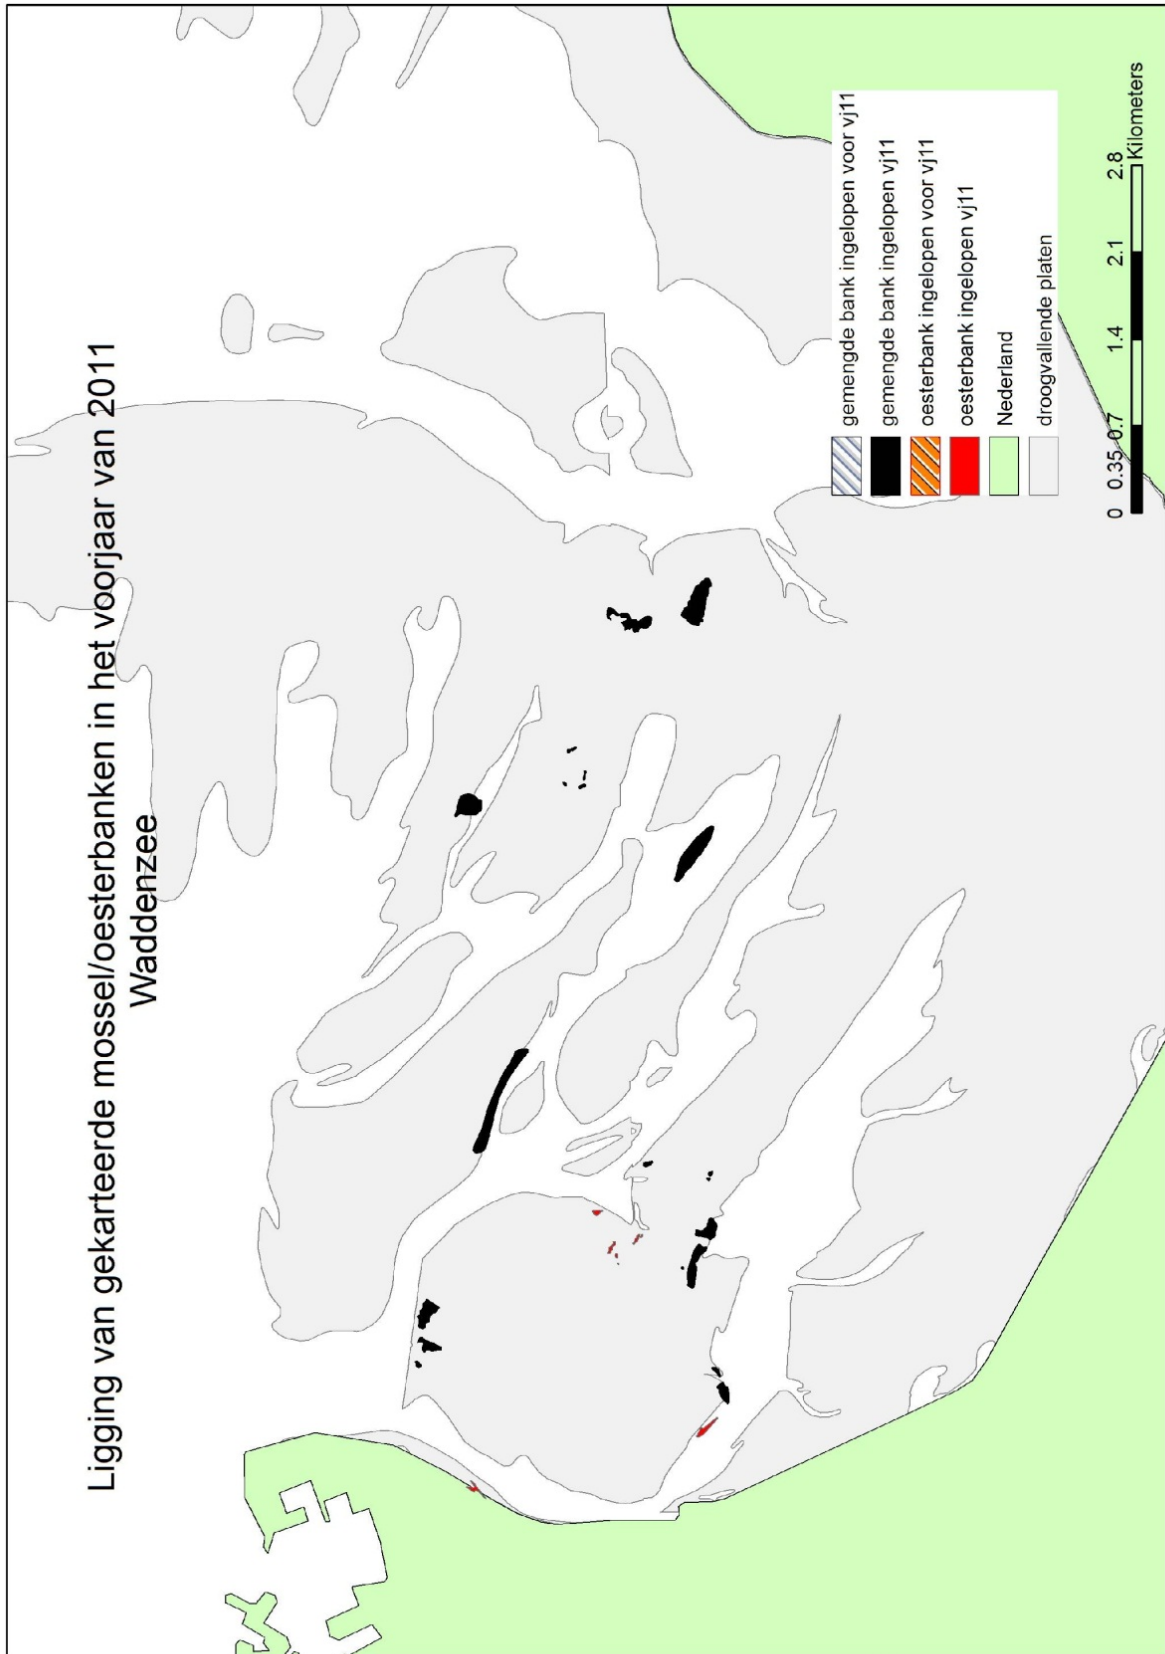 Ligging van gekarteerde mossel/oesterbanken in het voorjaar van 2011
Waddenzee
gemengde bank ingelopen voor vj11
gemengde bank ingelopen vj11
oesterbank ingelopen voor vj11
oesterbank ingelopen vj11
Nederland
droogvallende platen
0 0.35 0.7 1.4 2.1 2.8
Kilometers